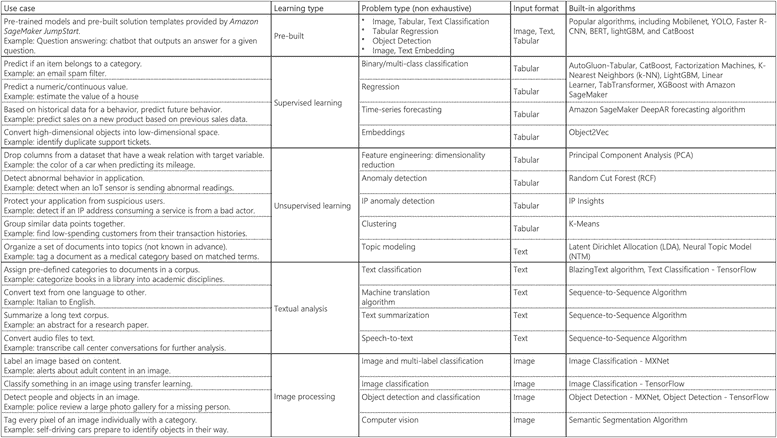 Use case
Learning type
Problem type (non exhaustive)
Input format
Built-in algorithms
Pre-trained models and pre-built solution templates provided by Amazon
SageMaker JumpStart.
Example: Question answering: chatbot that outputs an answer for a given
question.
Pre-built
• Image, Tabular, Text Classification
• Tabular Regression
• Object Detection
• Image, Text Embedding
Image, Text,
Tabular
Popular algorithms, including Mobilenet, YOLO, Faster R-
CNN, BERT, lightGBM, and CatBoost
Predict if an item belongs to a category.
Example: an email spam filter.
Supervised learning
Binary/multi-class classification
Tabular
AutoGluon-Tabular, CatBoost, Factorization Machines, K-
Nearest Neighbors (k-NN), LightGBM, Linear
Learner, TabTransformer, XGBoost with Amazon
SageMaker
Predict a numeric/continuous value.
Example: estimate the value of a house
Regression
Tabular
Based on historical data for a behavior, predict future behavior.
Example: predict sales on a new product based on previous sales data.
Time-series forecasting
Tabular
Amazon SageMaker DeepAR forecasting algorithm
Convert high-dimensional objects into low-dimensional space.
Example: identify duplicate support tickets.
Embeddings
Tabular
Object2Vec
Drop columns from a dataset that have a weak relation with target variable.
Example: the color of a car when predicting its mileage.
Unsupervised learning
Feature engineering: dimensionality
reduction
Tabular
Principal Component Analysis (PCA)
Detect abnormal behavior in application.
Example: detect when an IoT sensor is sending abnormal readings.
Anomaly detection
Tabular
Random Cut Forest (RCF)
Protect your application from suspicious users.
Example: detect if an IP address consuming a service is from a bad actor.
IP anomaly detection
Tabular
IP Insights
Group similar data points together.
Example: find low-spending customers from their transaction histories.
Clustering
Tabular
K-Means
Organize a set of documents into topics (not known in advance).
Example: tag a document as a medical category based on matched terms.
Topic modeling
Text
Latent Dirichlet Allocation (LDA), Neural Topic Model
(NTM)
Assign pre-defined categories to documents in a corpus.
Example: categorize books in a library into academic disciplines.
Textual analysis
Text classification
Text
BlazingText algorithm, Text Classification - TensorFlow
Convert text from one language to other.
Example: Italian to English.
Machine translation
algorithm
Text
Sequence-to-Sequence Algorithm
Summarize a long text corpus.
Example: an abstract for a research paper.
Text summarization
Text
Sequence-to-Sequence Algorithm
Convert audio files to text.
Example: transcribe call center conversations for further analysis.
Speech-to-text
Text
Sequence-to-Sequence Algorithm
Label an image based on content.
Example: alerts about adult content in an image.
Image processing
Image and multi-label classification
Image
Image Classification - MXNet
Classify something in an image using transfer learning.
Image classification
Image
Image Classification - TensorFlow
Detect people and objects in an image.
Example: police review a large photo gallery for a missing person.
Object detection and classification
Image
Object Detection - MXNet, Object Detection - TensorFlow
Tag every pixel of an image individually with a category.
Example: self-driving cars prepare to identify objects in their way.
Computer vision
Image
Semantic Segmentation Algorithm